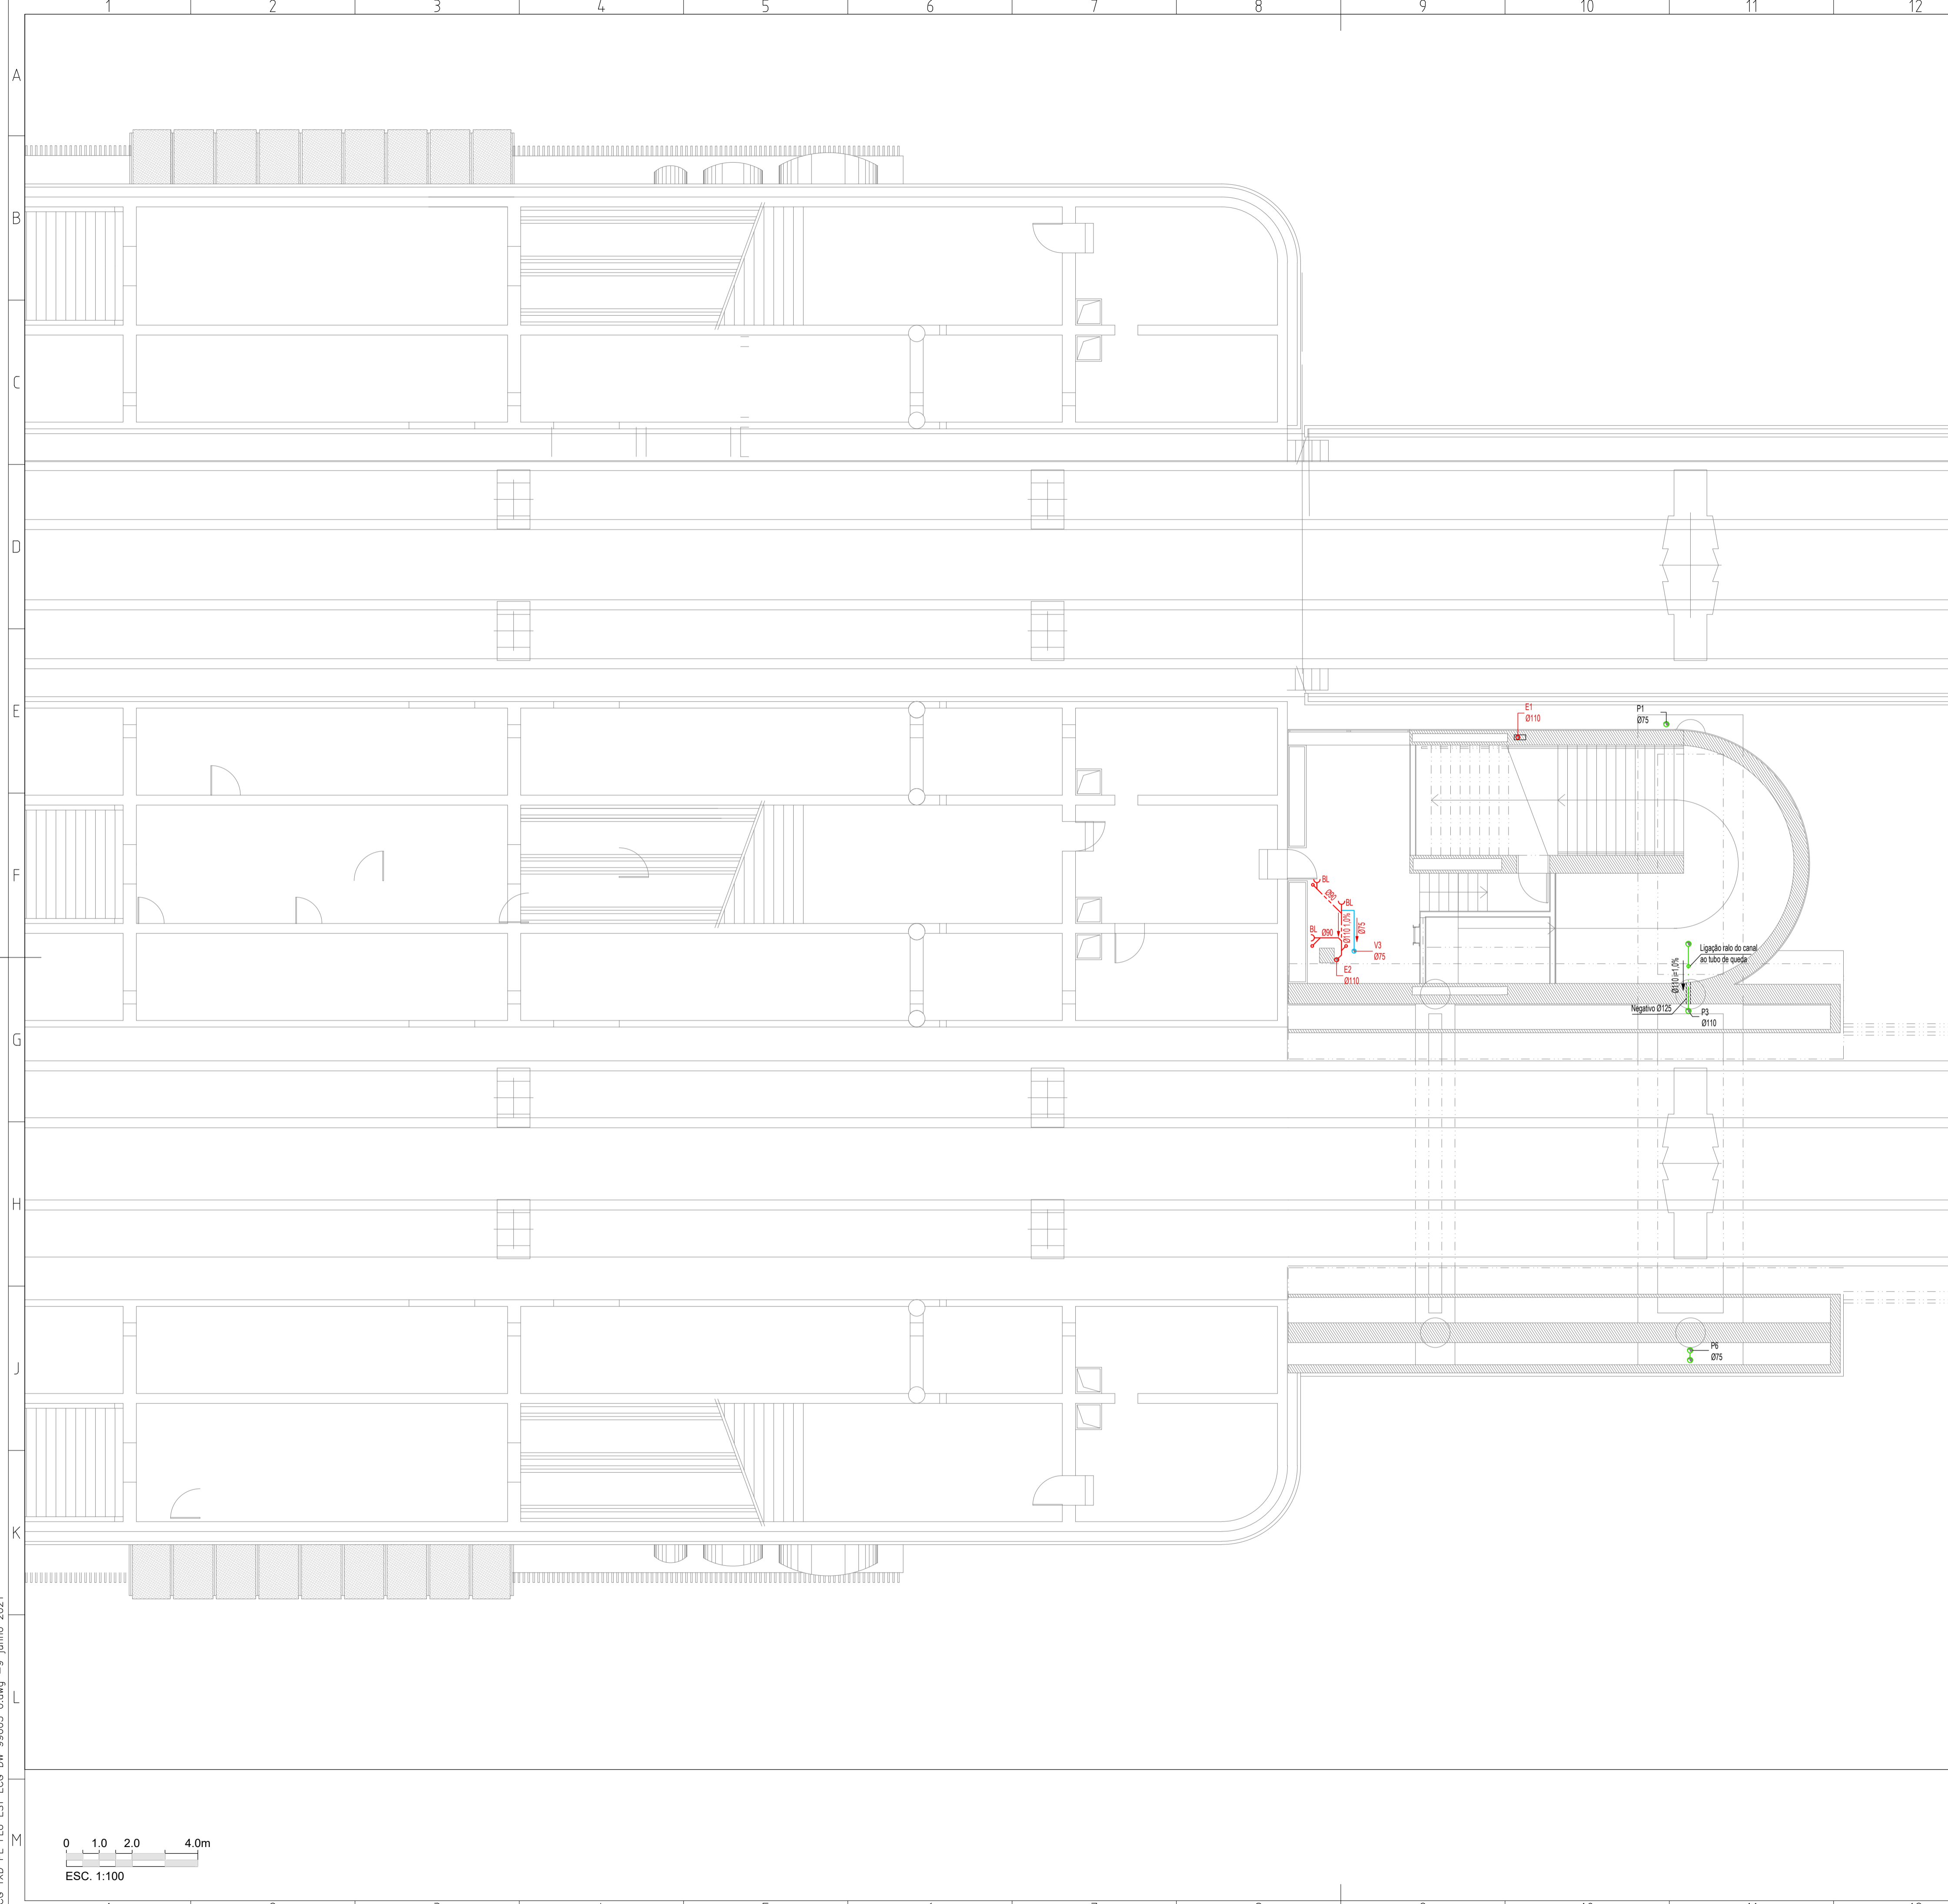 1 2 3 4 5 6 7 8 9 10 11 12
A
B
C
D
E
F
G
H
J
K
L
M
E1
Ø110
P1
Ø75
BL
Ø90
BL
BL
Ø90
Ø110 1,0%
Ø75
V3
Ø75
E2
Ø110
Ligação ralo do canal
ao tubo de queda
Ø110 i=1,0%
Negativo Ø125
P3
Ø110
P6
Ø75
0 1.0 2.0 4.0m
ESC. 1:100